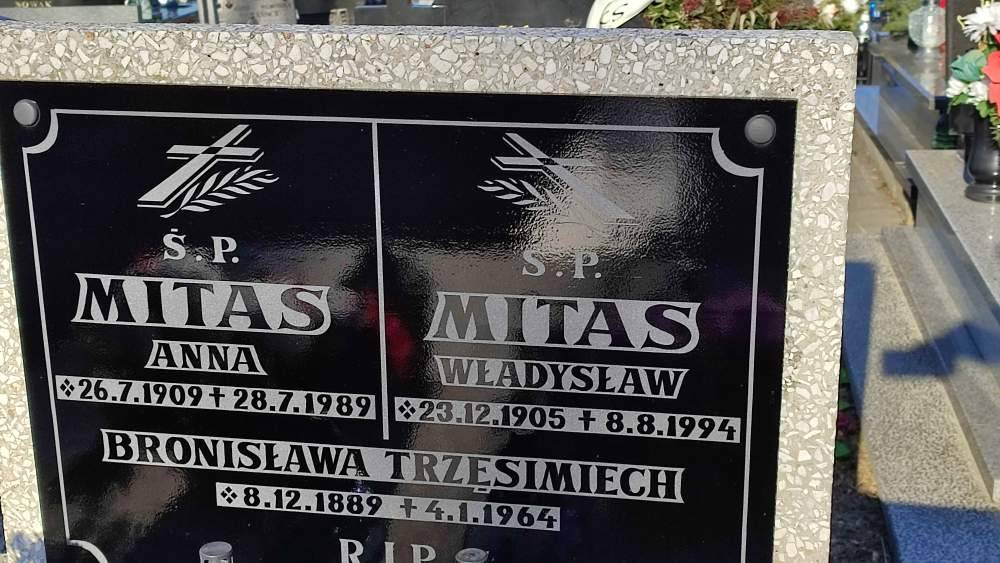 NOWAK
Ś.P.
MITAS
ANNA
26.7.1909 † 28.7.1989
Ś.P.
MITAS
WŁADYSŁAW
23.12.1905 † 8.8.1994
BRONISŁAWA TRZĘSIMIECH
8.12.1889 † 4.1.1964
R.I.P.